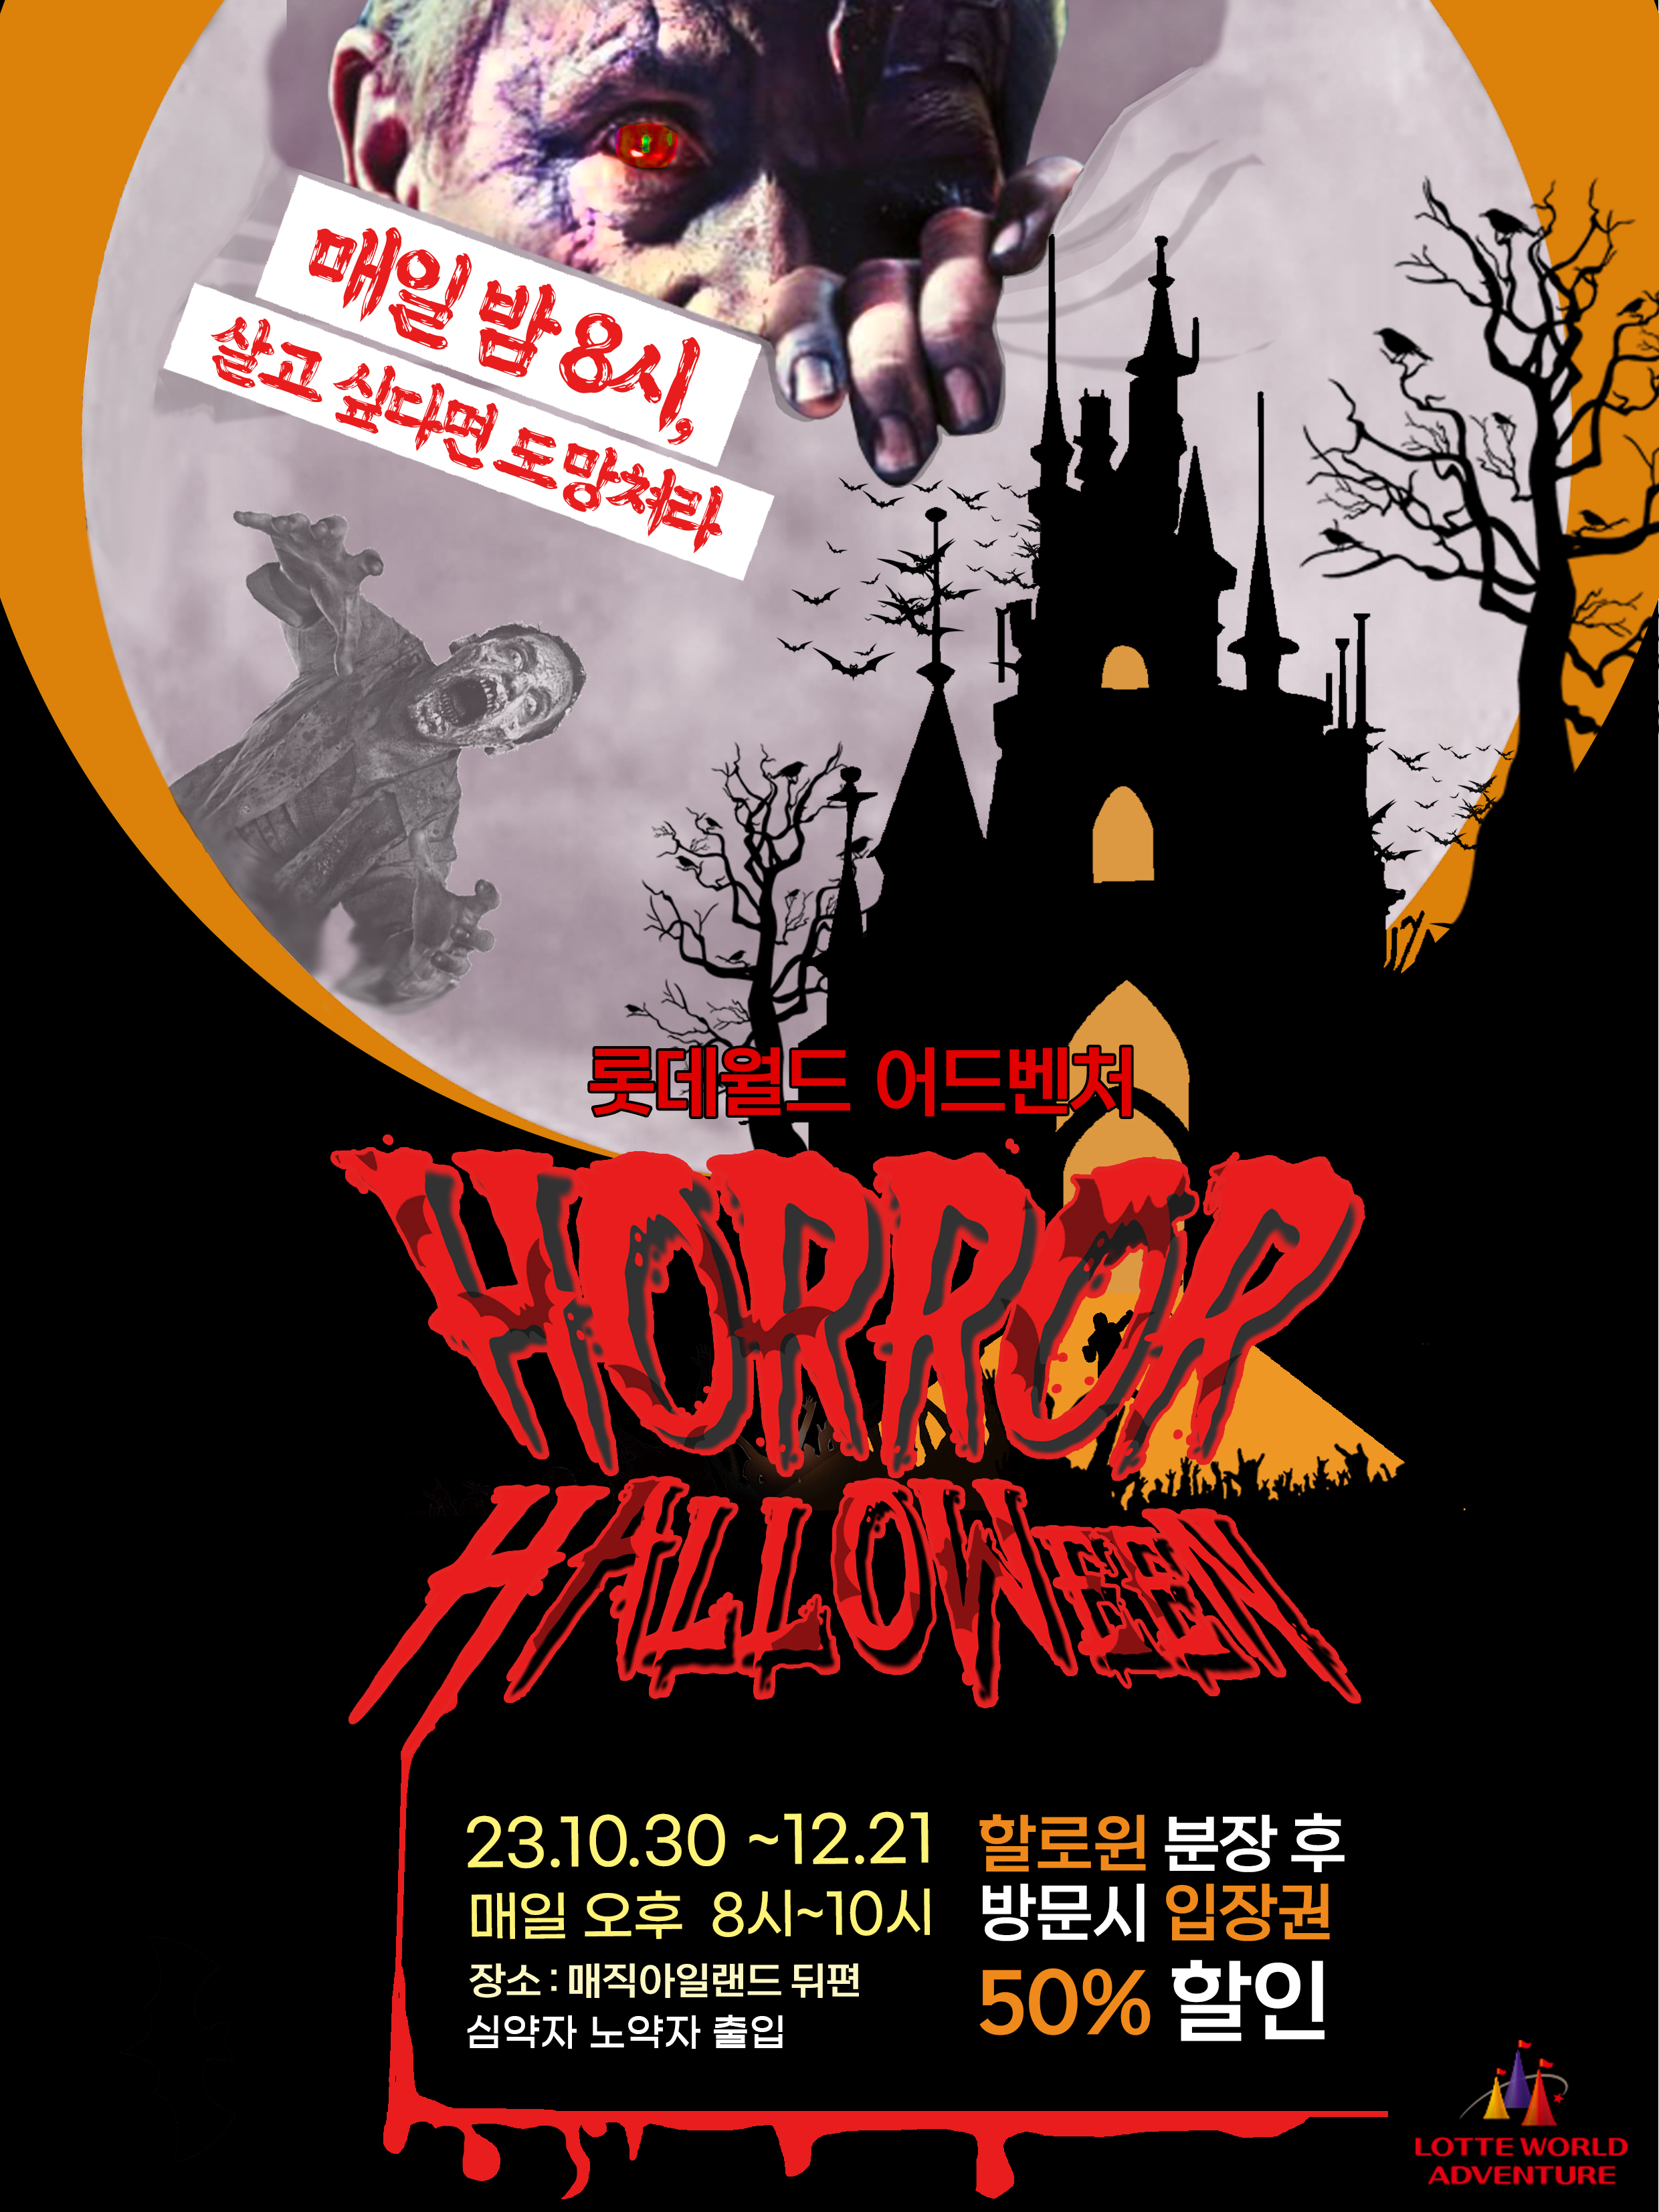 매일 밤 8시,
살고 싶다면 도망쳐라
롯데월드 어드벤처
HORROR
HALLOWEEN
23.10.30 ~12.21
매일 오후 8시~10시
장소 : 매직아일랜드 뒤편
심약자 노약자 출입
할로윈 분장 후
방문시 입장권
50% 할인
LOTTE WORLD
ADVENTURE